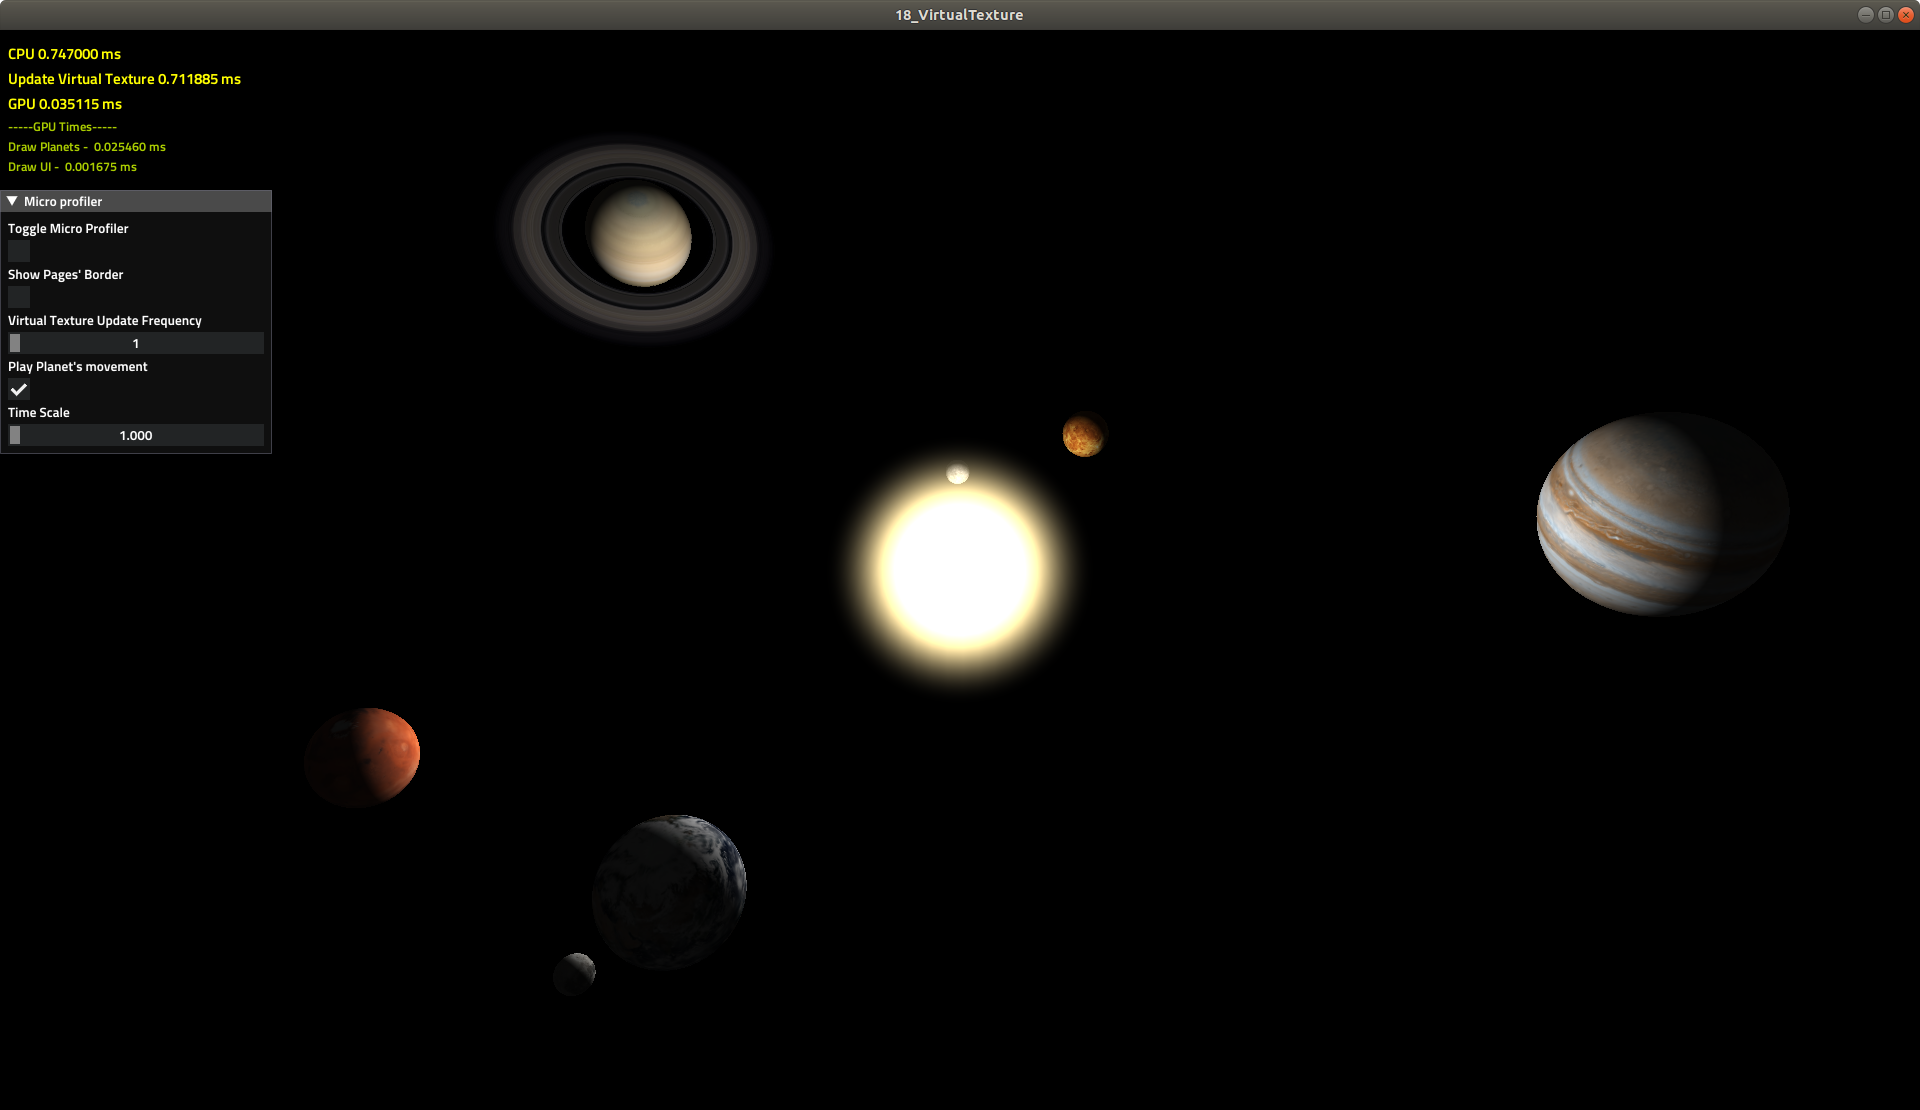 18_VirtualTexture
CPU 0.747000 ms
Update Virtual Texture 0.711885 ms
GPU 0.035115 ms
-----GPU Times-----
Draw Planets -  0.025460 ms
Draw UI -  0.001675 ms
Micro profiler
Toggle Micro Profiler
Show Pages' Border
Virtual Texture Update Frequency
1
Play Planet's movement
Time Scale
1.000